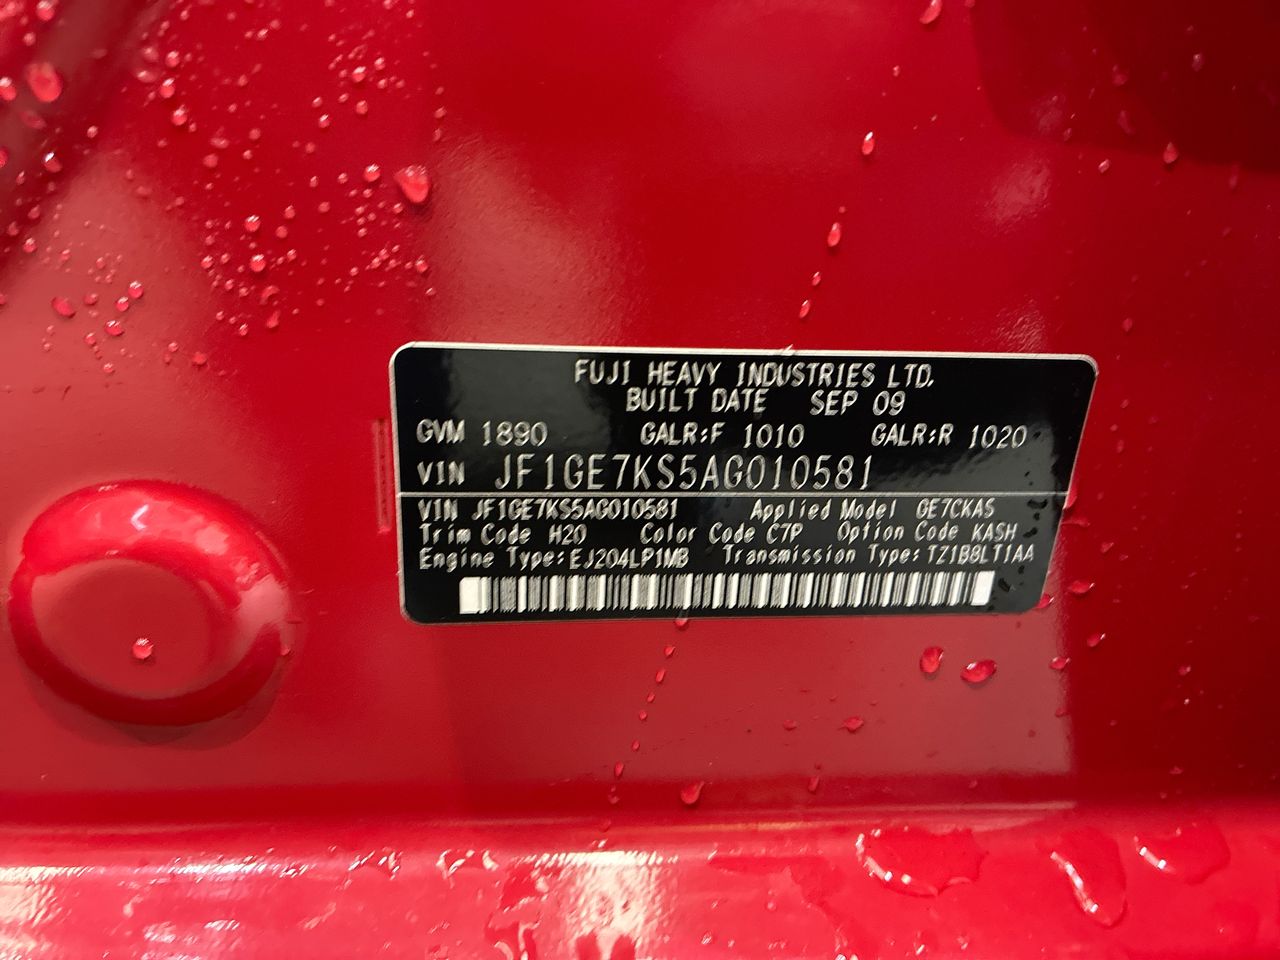 FUJI HEAVY INDUSTRIES LTD.
BUILT DATE SEP 09
GVM 1890 GALR:F 1010 GALR:R 1020
VIN JF1GE7KS5AG010581
VIN JF1GE7KS5AG010581 Applied Model GE7CKAS
Trim Code H20 Color Code C7P Option Code KASH
Engine Type:EJ204LP1MB Transmission Type:TZ1B8LT1AA